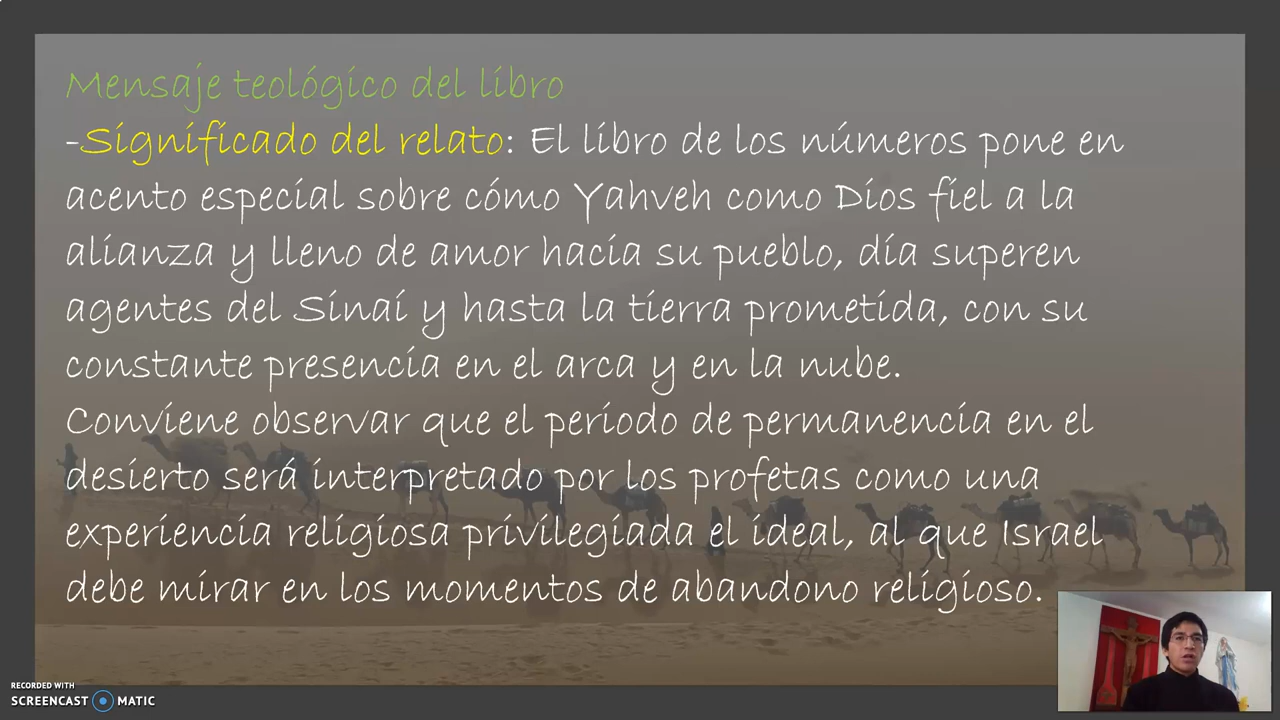 Mensaje teológico del libro
-Significado del relato: El libro de los números pone en
acento especial sobre cómo Yahveh como Dios fiel a la
alianza y lleno de amor hacia su pueblo, día superen
agentes del Sinaí y hasta la tierra prometida, con su
constante presencia en el arca y en la nube.
Conviene observar que el periodo de permanencia en el
desierto será interpretado por los profetas como una
experiencia religiosa privilegiada el ideal, al que Israel
debe mirar en los momentos de abandono religioso.
RECORDED WITH
SCREENCAST MATIC